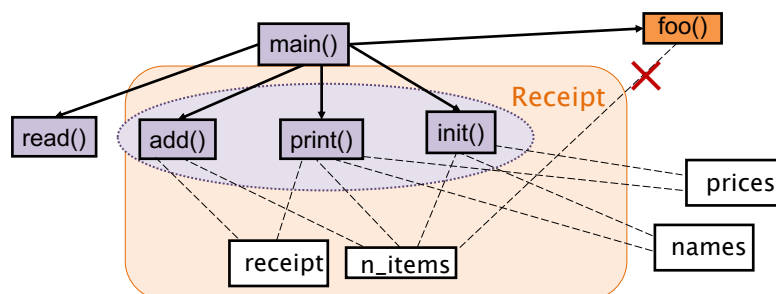 main()
foo()
Receipt
read()
add()
print()
init()
prices
names
receipt
n_items